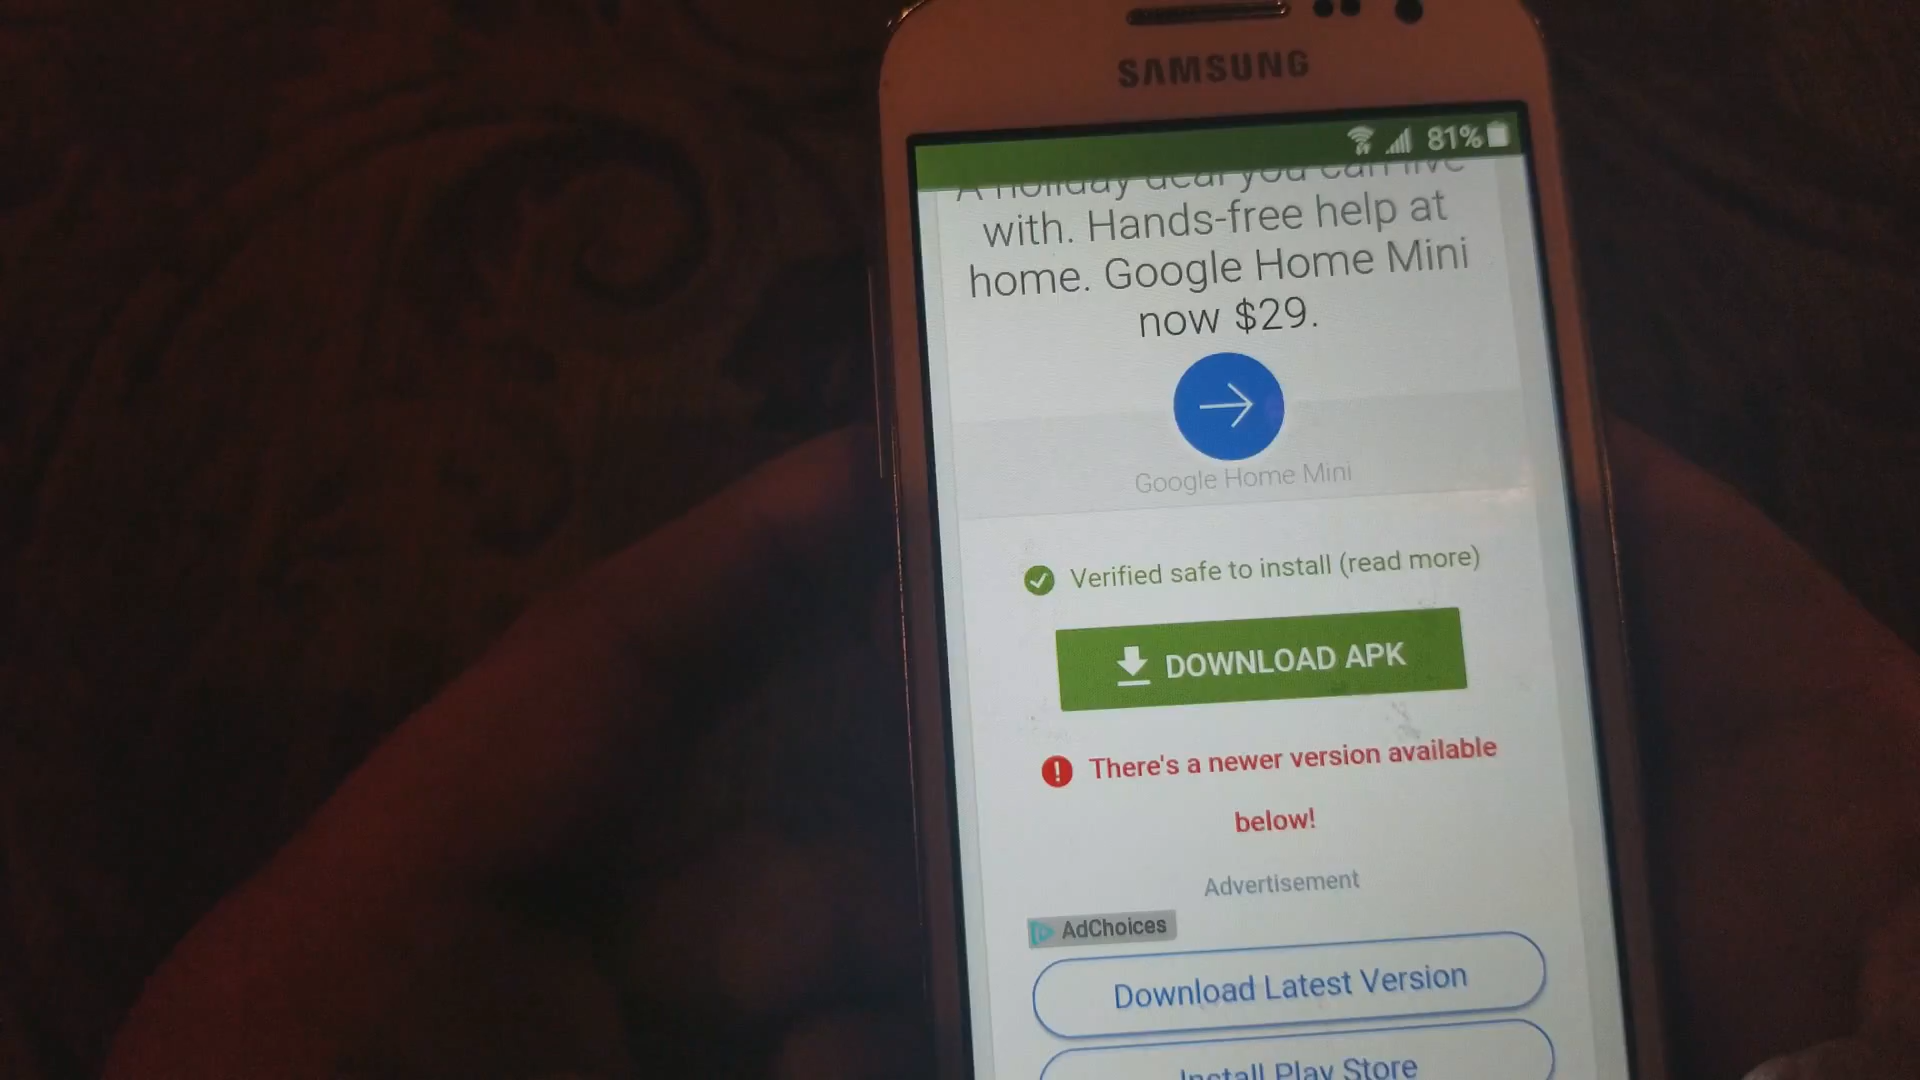 SAMSUNG
81%
A holiday deal you can live
with. Hands-free help at
home. Google Home Mini
now $29.
Google Home Mini
Verified safe to install (read more)
DOWNLOAD APK
There's a newer version available
below!
Advertisement
AdChoices
Download Latest Version
Install Play Store